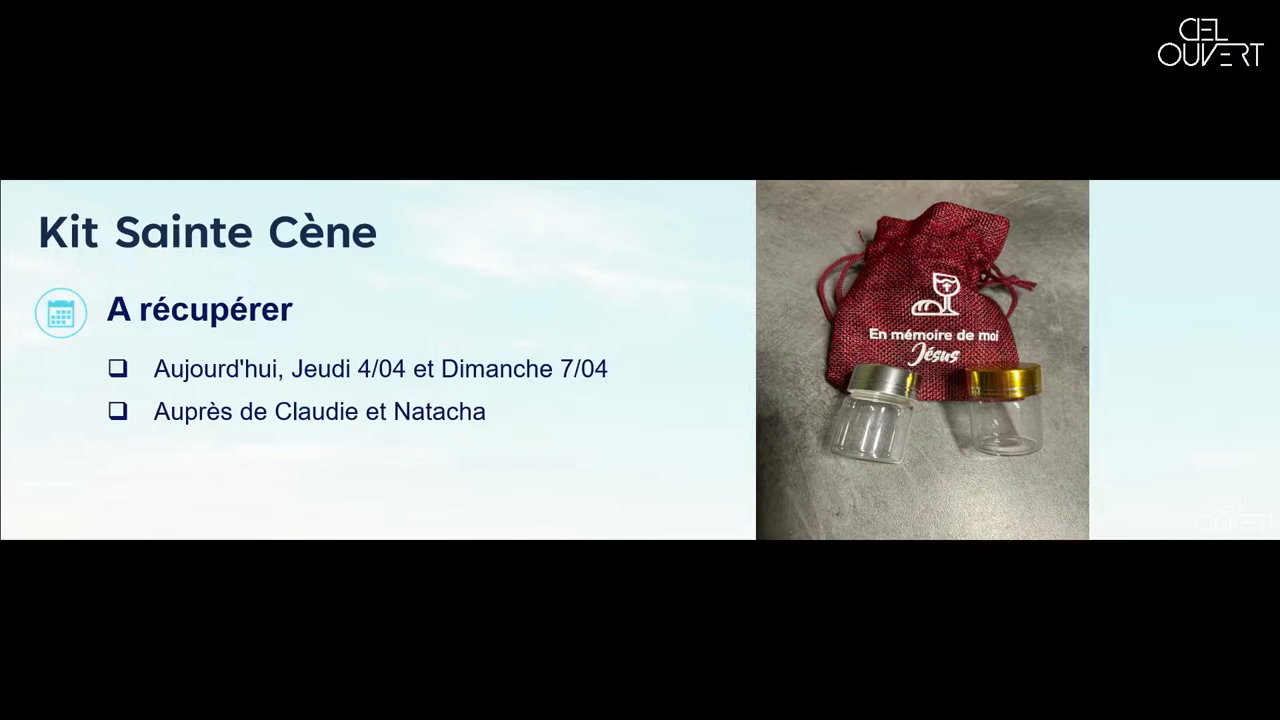 CIEL
OUVERT
Kit Sainte Cène
A récupérer
Aujourd'hui, Jeudi 4/04 et Dimanche 7/04
Auprès de Claudie et Natacha
En mémoire de moi
Jésus
OUVERT